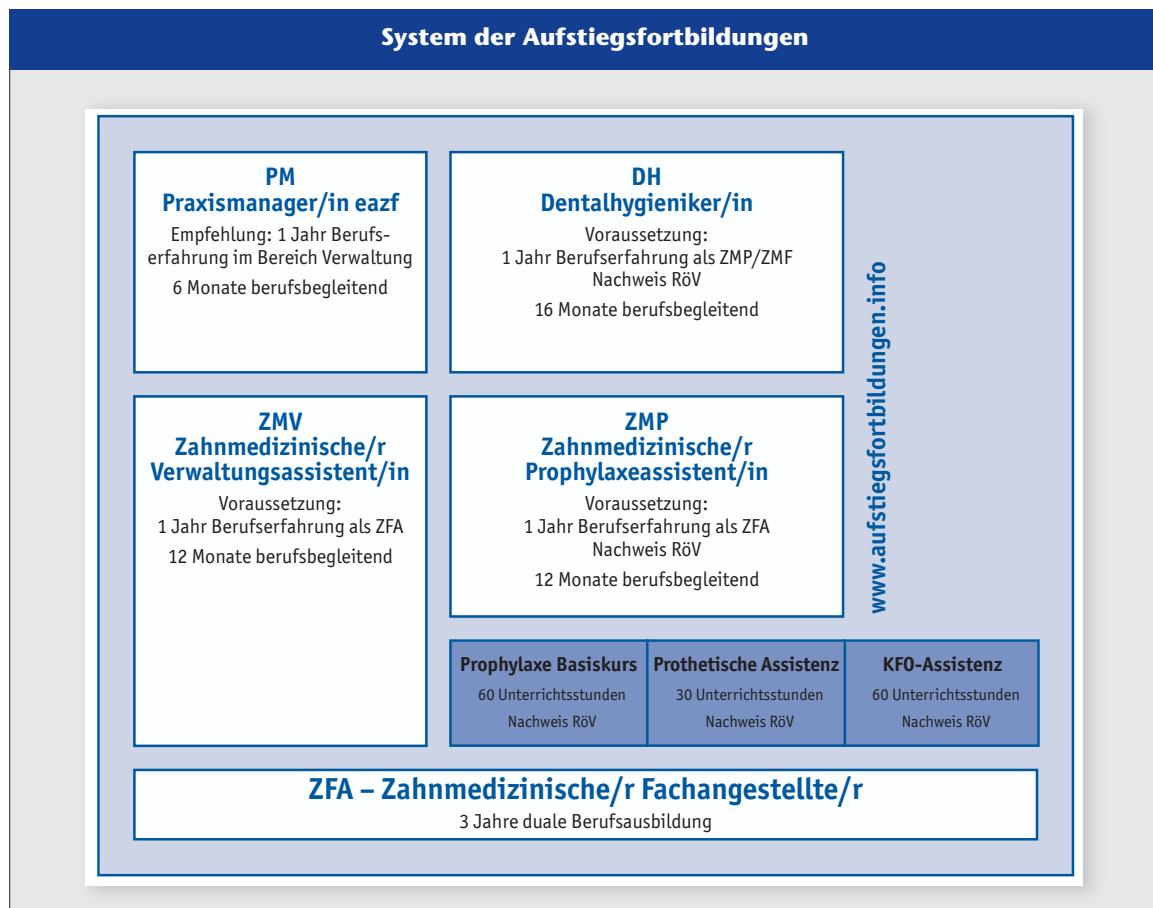 System der Aufstiegsfortbildungen
PM
Praxismanager/in eazf
Empfehlung: 1 Jahr Berufs-
erfahrung im Bereich Verwaltung
6 Monate berufsbegleitend
DH
Dentalhygieniker/in
Voraussetzung:
1 Jahr Berufserfahrung als ZMP/ZMF
Nachweis RöV
16 Monate berufsbegleitend
ZMV
Zahnmedizinische/r
Verwaltungsassistent/in
Voraussetzung:
1 Jahr Berufserfahrung als ZFA
12 Monate berufsbegleitend
ZMP
Zahnmedizinische/r
Prophylaxeassistent/in
Voraussetzung:
1 Jahr Berufserfahrung als ZFA
Nachweis RöV
12 Monate berufsbegleitend
www.aufstiegsfortbildungen.info
Prophylaxe Basiskurs
60 Unterrichtsstunden
Nachweis RöV
Prothetische Assistenz
30 Unterrichtsstunden
Nachweis RöV
KFO-Assistenz
60 Unterrichtsstunden
Nachweis RöV
ZFA – Zahnmedizinische/r Fachangestellte/r
3 Jahre duale Berufsausbildung